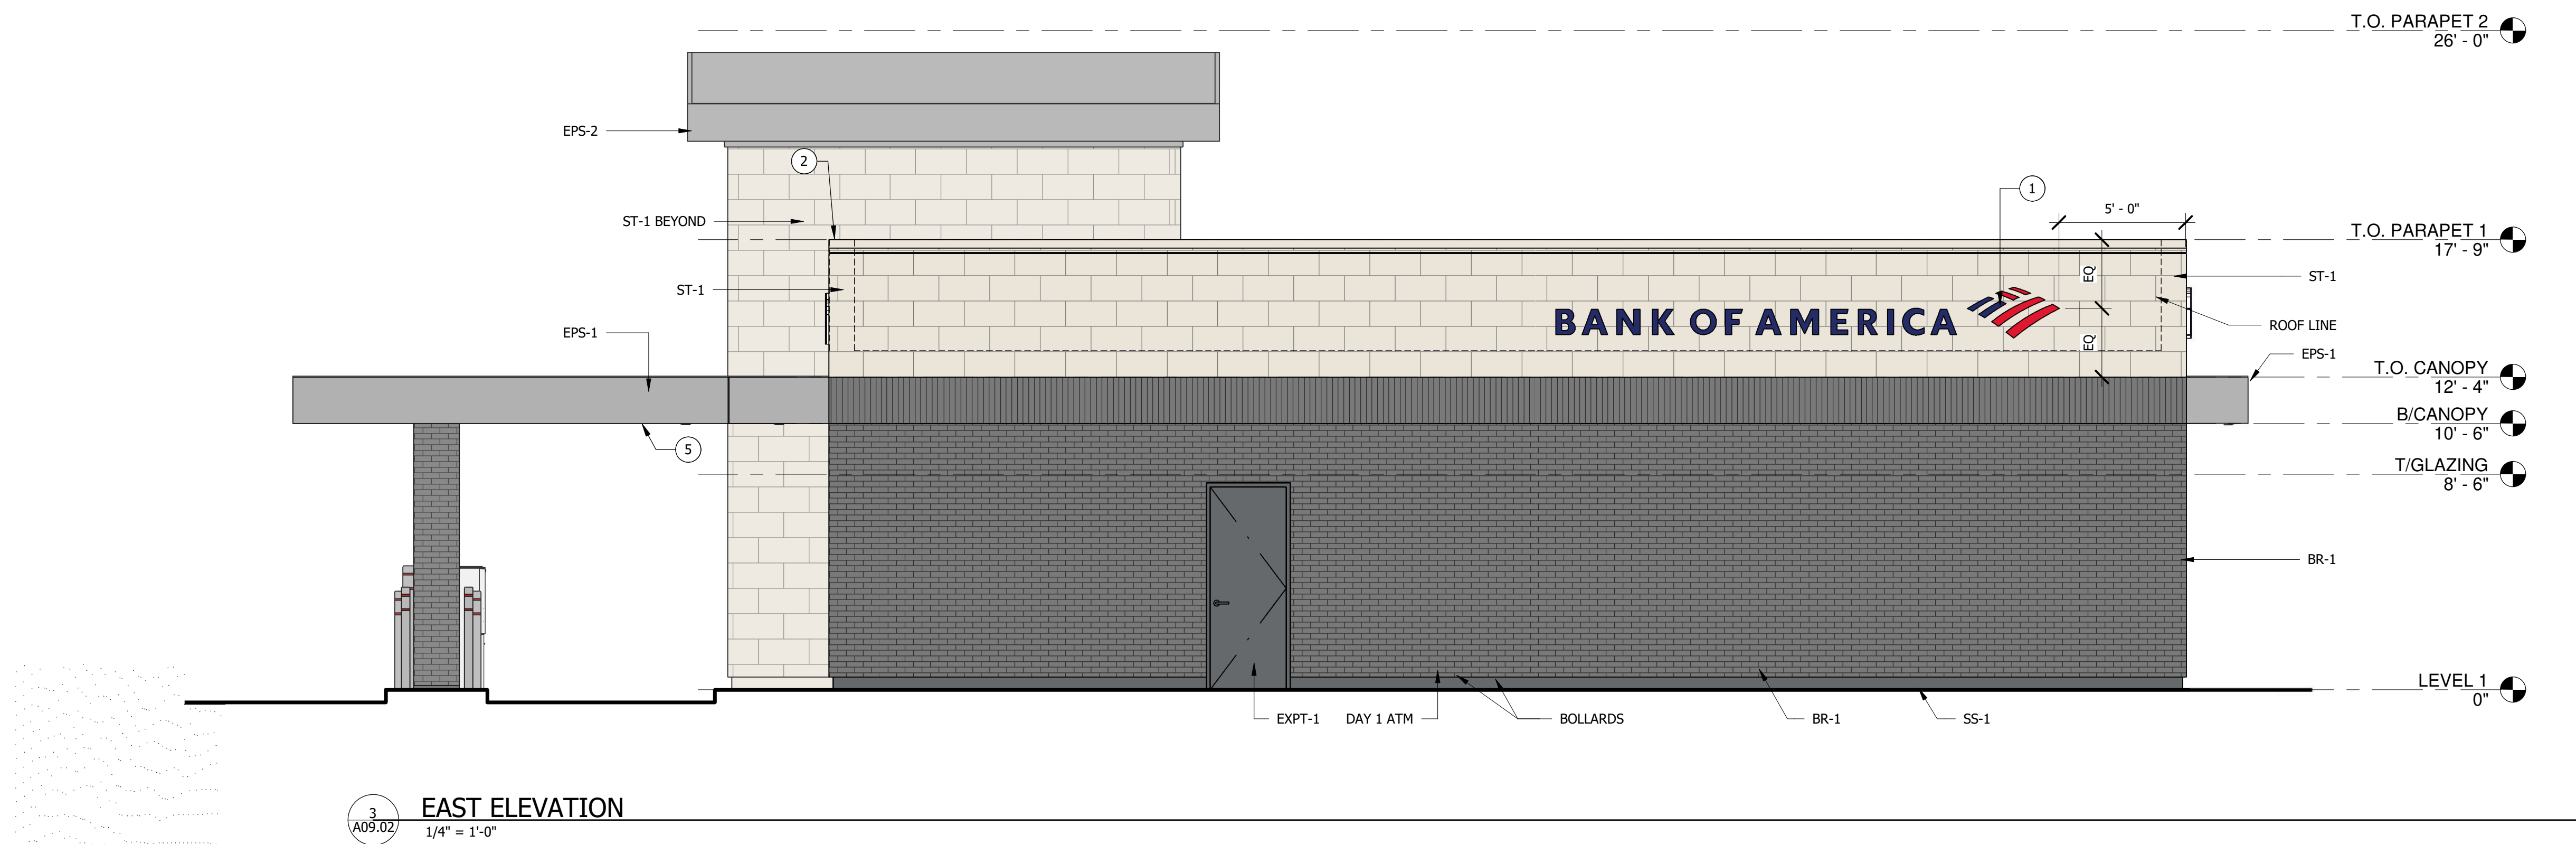 T.O. PARAPET 2
26' - 0"
EPS-2
2
1
ST-1 BEYOND
5' - 0"
T.O. PARAPET 1
17' - 9"
EQ
ST-1
ST-1
BANK OF AMERICA
ROOF LINE
EPS-1
EQ
EPS-1
T.O. CANOPY
12' - 4"
B/CANOPY
10' - 6"
5
T/GLAZING
8' - 6"
BR-1
LEVEL 1
0"
EXPT-1
DAY 1 ATM
BOLLARDS
BR-1
SS-1
3
A09.02
EAST ELEVATION
1/4" = 1'-0"